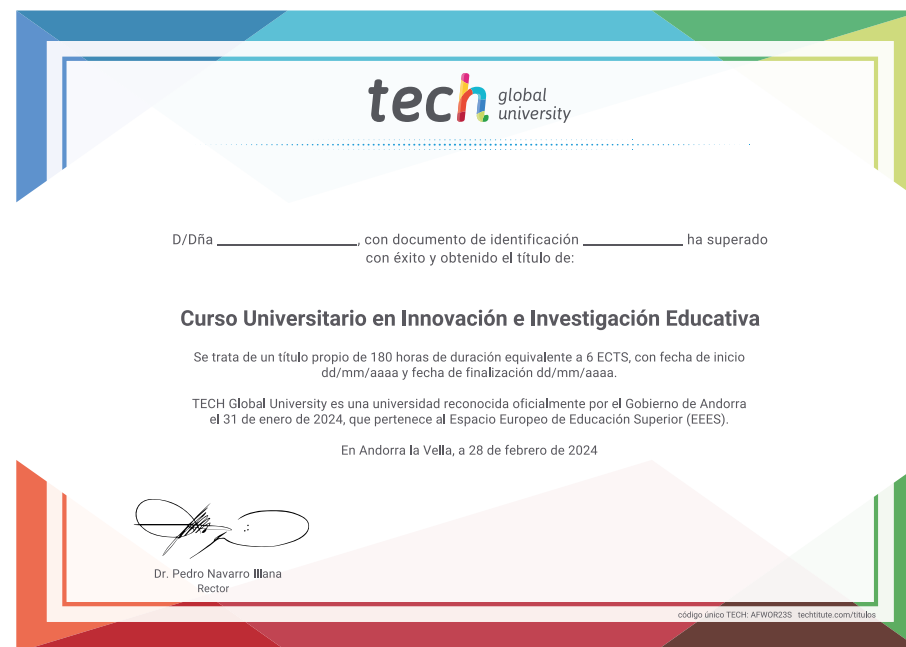 tech global university
D/Dña ____________________, con documento de identificación ______________ ha superado
con éxito y obtenido el título de:
Curso Universitario en Innovación e Investigación Educativa
Se trata de un título propio de 180 horas de duración equivalente a 6 ECTS, con fecha de inicio
dd/mm/aaaa y fecha de finalización dd/mm/aaaa.
TECH Global University es una universidad reconocida oficialmente por el Gobierno de Andorra
el 31 de enero de 2024, que pertenece al Espacio Europeo de Educación Superior (EEES).
En Andorra la Vella, a 28 de febrero de 2024
Dr. Pedro Navarro Illana
Rector
código único TECH: AFWOR23S techtitute.com/titulos